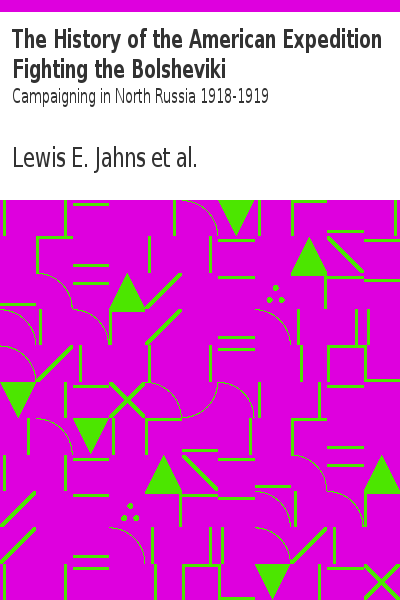 The History of the American Expedition
Fighting the Bolsheviki
Campaigning in North Russia 1918-1919
Lewis E. Jahns et al.